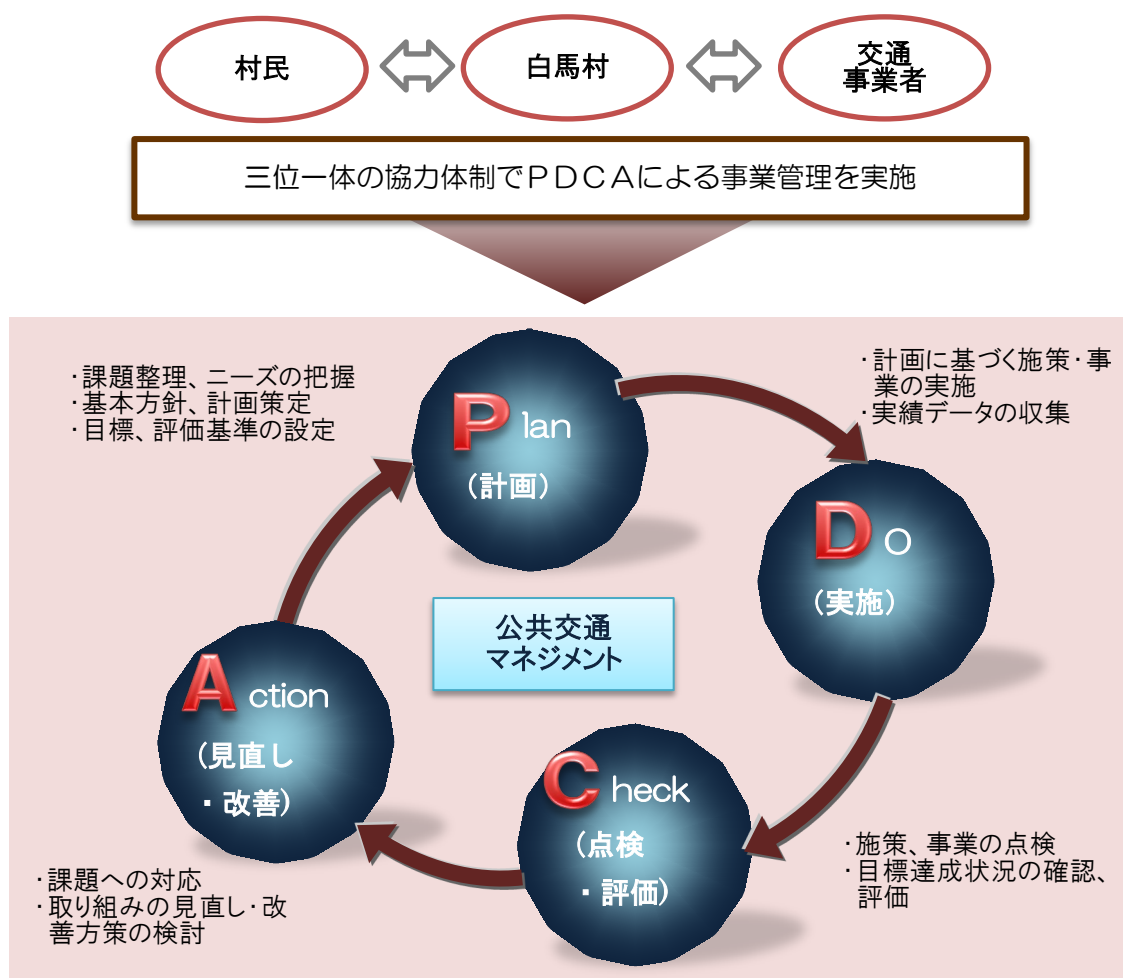 村民
白馬村
交通
事業者
三位一体の協力体制でＰＤＣＡによる事業管理を実施
・課題整理、ニーズの把握
・基本方針、計画策定
・目標、評価基準の設定
Plan
(計画)
・計画に基づく施策・事
業の実施
・実績データの収集
Do
(実施)
公共交通
マネジメント
Action
(見直し
・改善)
Check
(点検
・評価)
・施策、事業の点検
・目標達成状況の確認、
評価
・課題への対応
・取り組みの見直し・改
善方策の検討